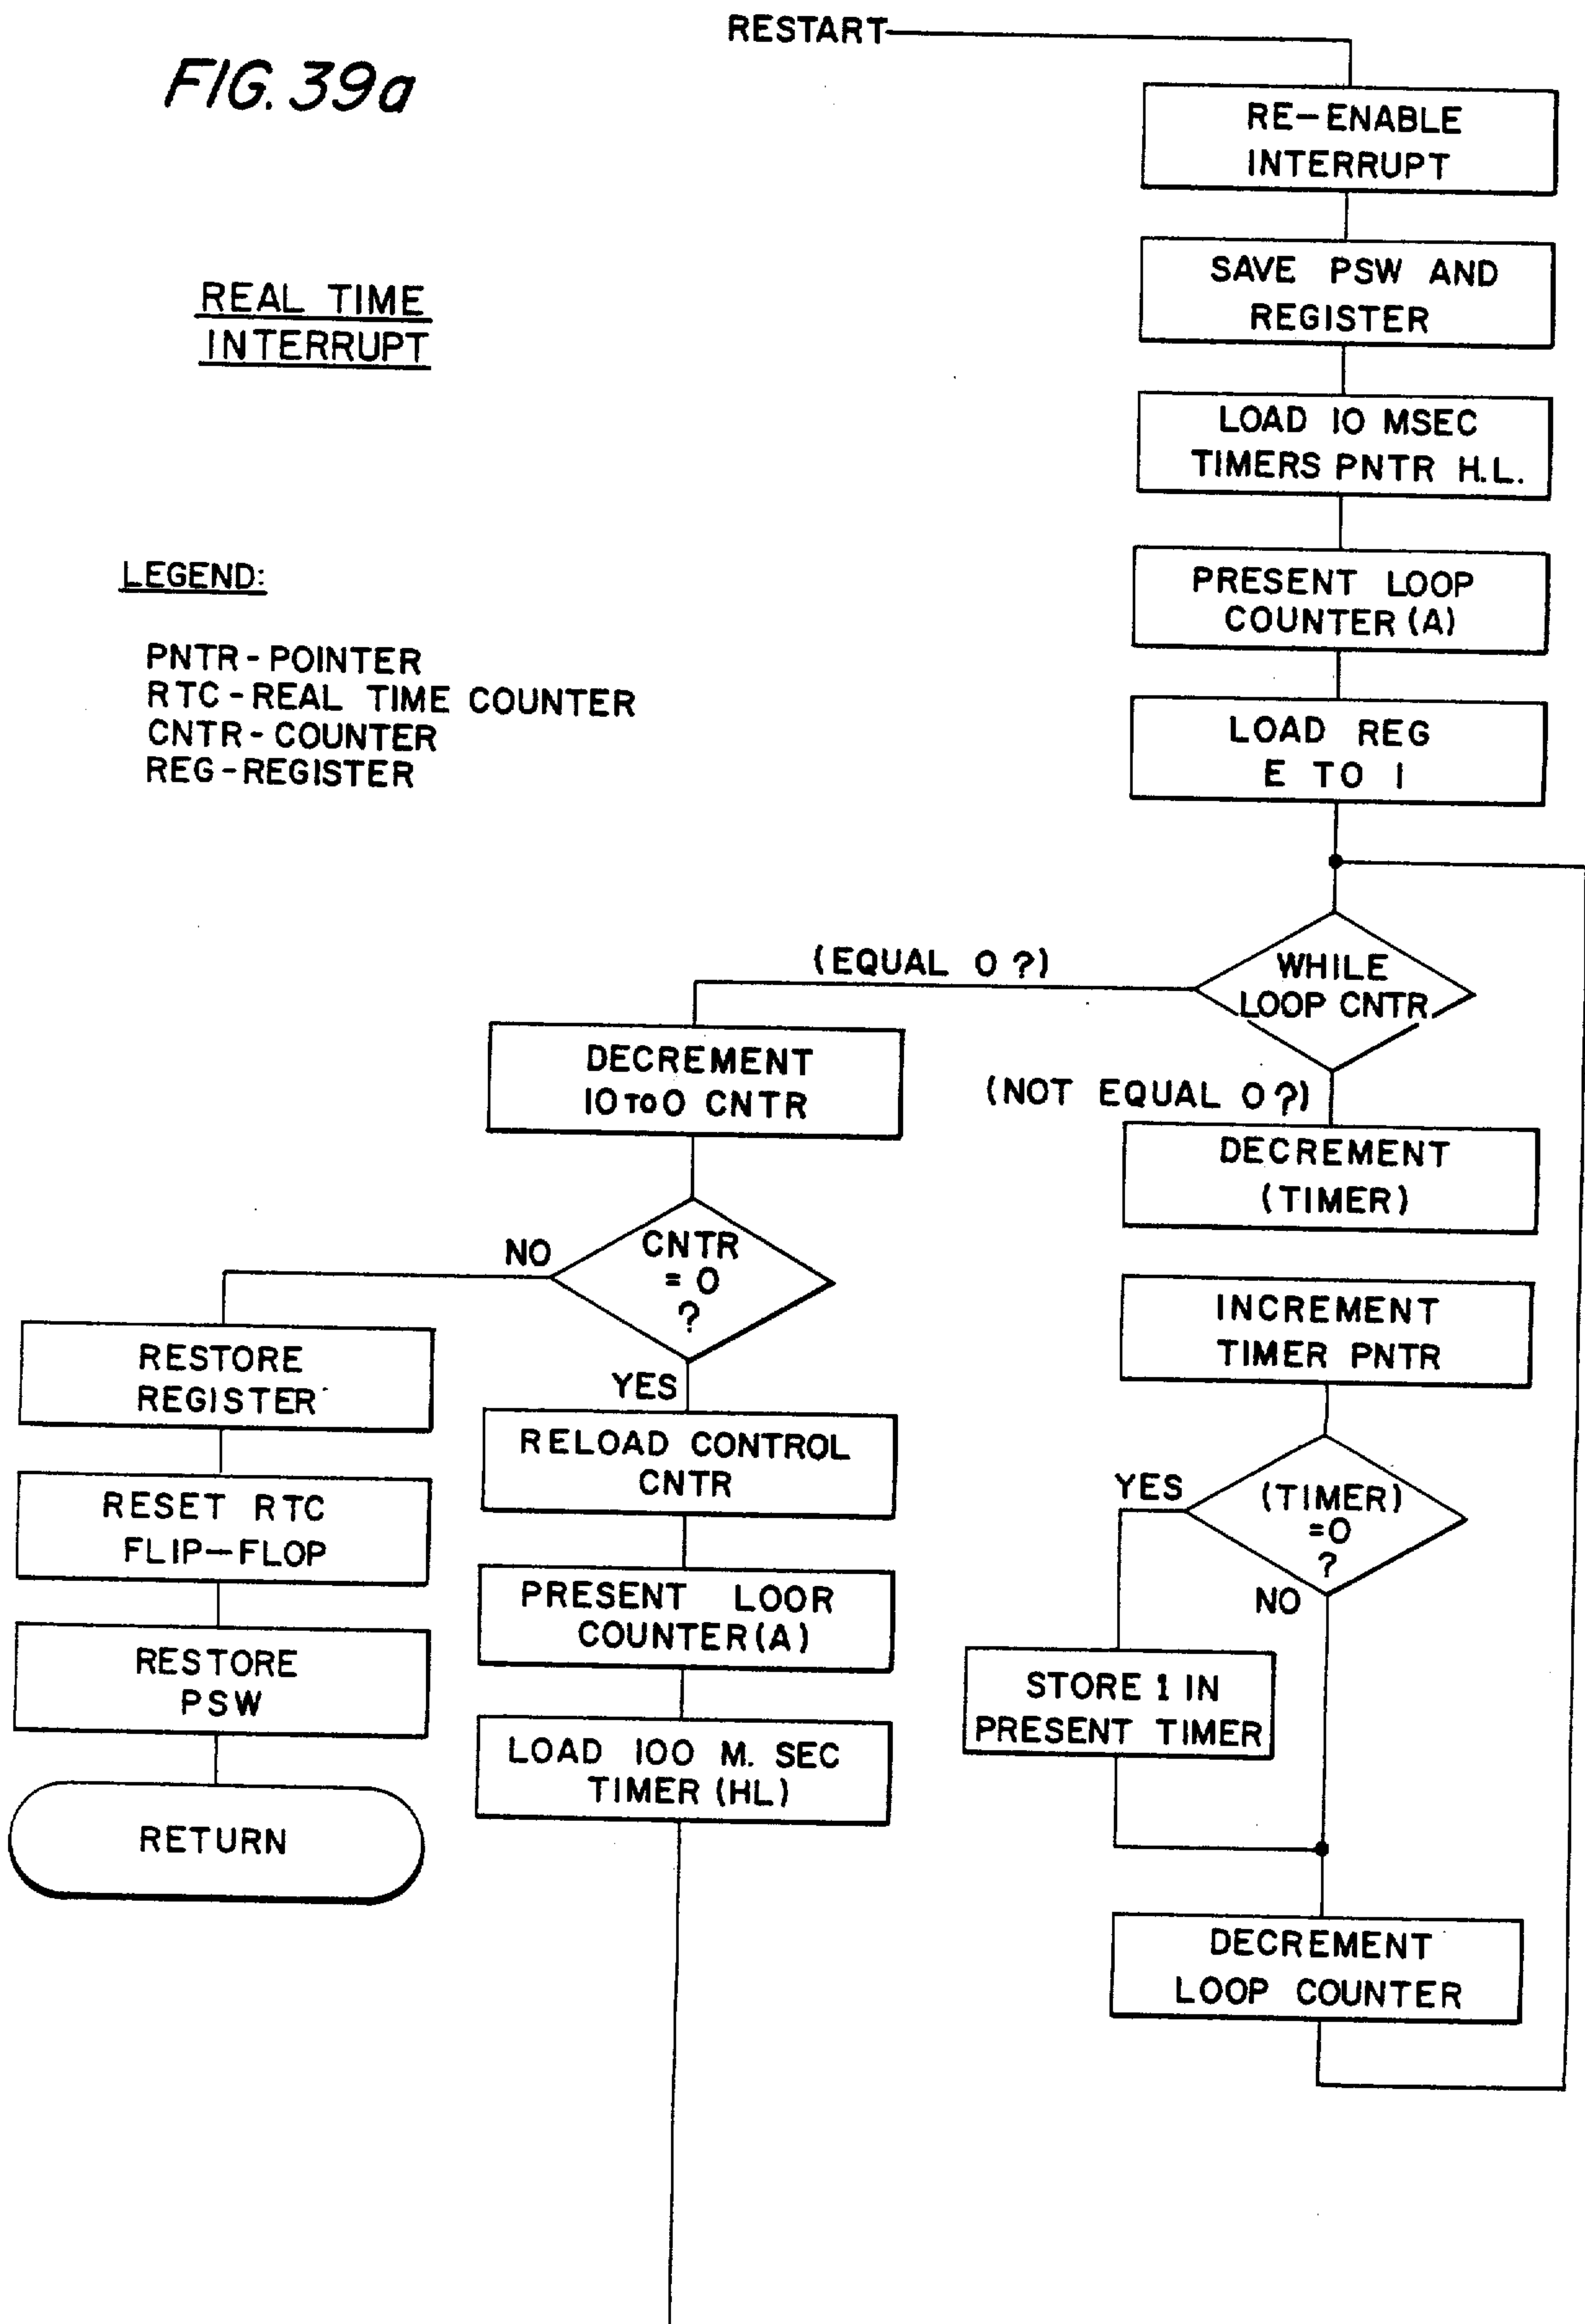 FIG. 39a
REAL TIME
INTERRUPT
LEGEND:
PNTR-POINTER
RTC-REAL TIME COUNTER
CNTR-COUNTER
REG-REGISTER
RESTART
RE-ENABLE
INTERRUPT
SAVE PSW AND
REGISTER
LOAD 10 MSEC
TIMERS PNTR H.L.
PRESENT LOOP
COUNTER (A)
LOAD REG
E TO 1
WHILE
LOOP CNTR
(EQUAL 0 ?)
(NOT EQUAL 0 ?)
DECREMENT
(TIMER)
INCREMENT
TIMER PNTR
(TIMER)
=0
?
YES
NO
STORE 1 IN
PRESENT TIMER
DECREMENT
LOOP COUNTER
DECREMENT
10 TO 0 CNTR
CNTR
= 0
?
NO
YES
RELOAD CONTROL
CNTR
PRESENT LOOR
COUNTER (A)
LOAD 100 M. SEC
TIMER (HL)
RESTORE
REGISTER
RESET RTC
FLIP-FLOP
RESTORE
PSW
RETURN